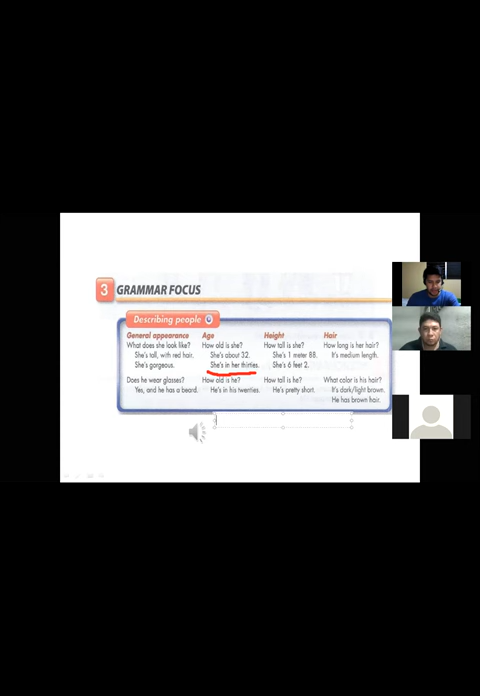 3 GRAMMAR FOCUS
Describing people
General appearance Age Height Hair
What does she look like? How old is she? How tall is she? How long is her hair?
She's tall, with red hair. She's about 32. She's 1 meter 88. It's medium length.
She's gorgeous. She's in her thirties. She's 6 feet 2.
Does he wear glasses? How old is he? How tall is he? What color is his hair?
Yes, and he has a beard. He's in his twenties. He's pretty short. It's dark/light brown.
He has brown hair.